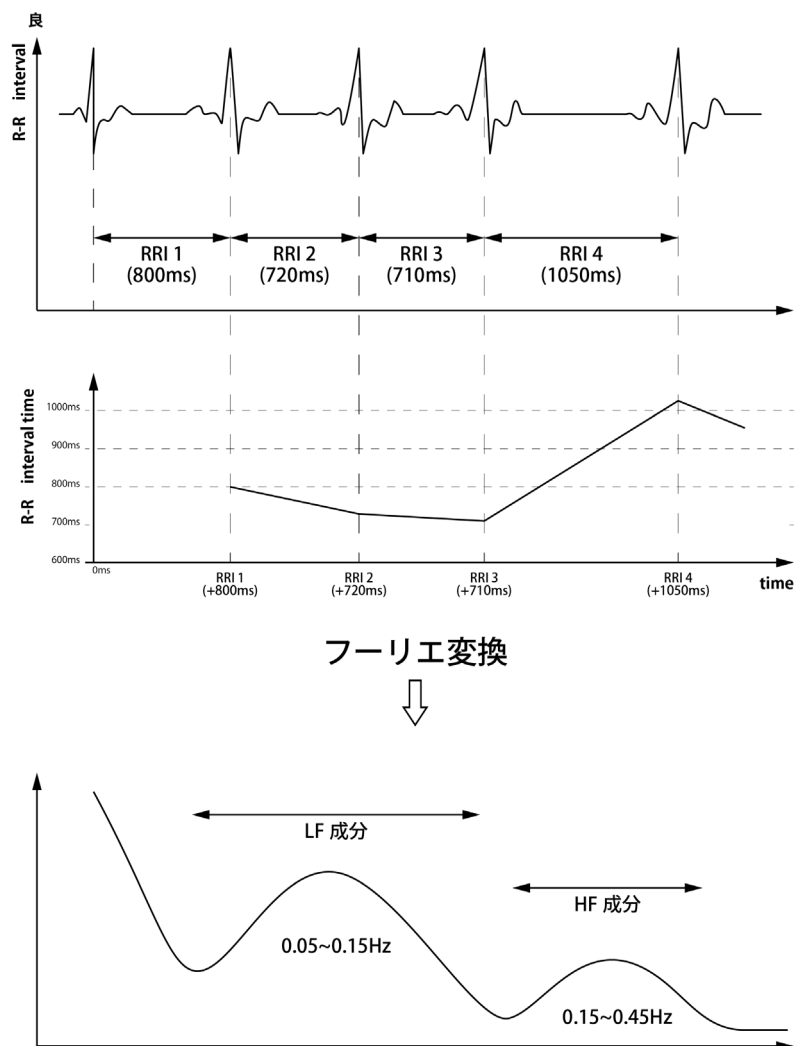 良
R-R interval
RRI 1
(800ms)
RRI 2
(720ms)
RRI 3
(710ms)
RRI 4
(1050ms)
R-R interval time
1000ms
900ms
800ms
700ms
600ms
0ms
RRI 1
(+800ms)
RRI 2
(+720ms)
RRI 3
(+710ms)
RRI 4
(+1050ms)
time
フーリエ変換
LF 成分
HF 成分
0.05~0.15Hz
0.15~0.45Hz